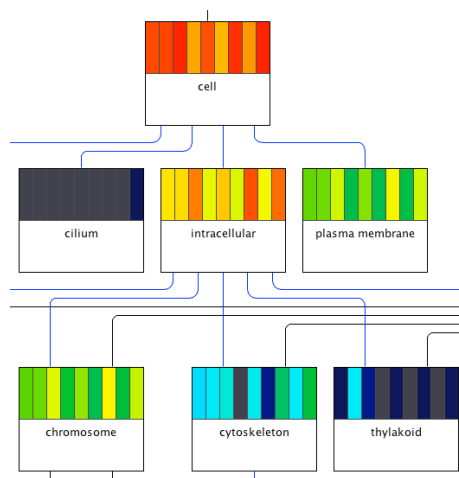 cell
cilium
intracellular
plasma membrane
chromosome
cytoskeleton
thylakoid